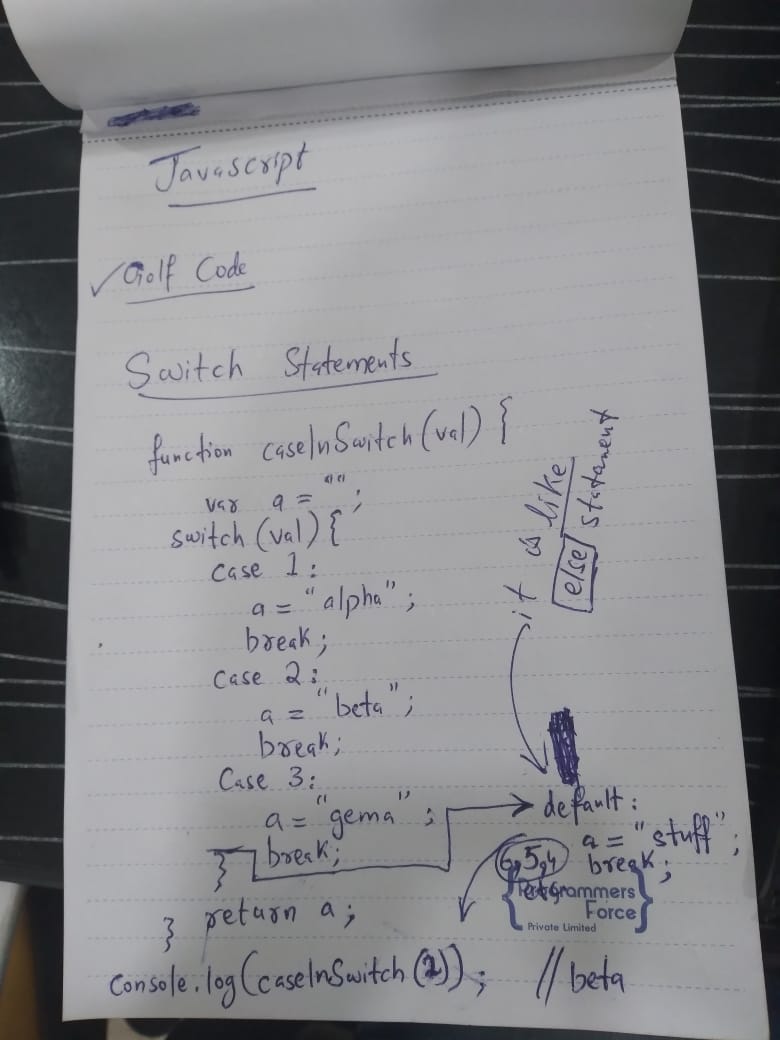 Javascript
✓ Golf Code
Switch Statements
function caseInSwitch(val) {
var a = "";
switch (val) {
case 1:
a = "alpha";
break;
Case 2:
a = "beta";
break;
Case 3:
a = "gema";
break;
}
return a;
}
it is like
else statement
default:
a = "stuff";
break;
6,5,4
Programmers
Force
Private Limited
Console.log(caseInSwitch(2)); // beta